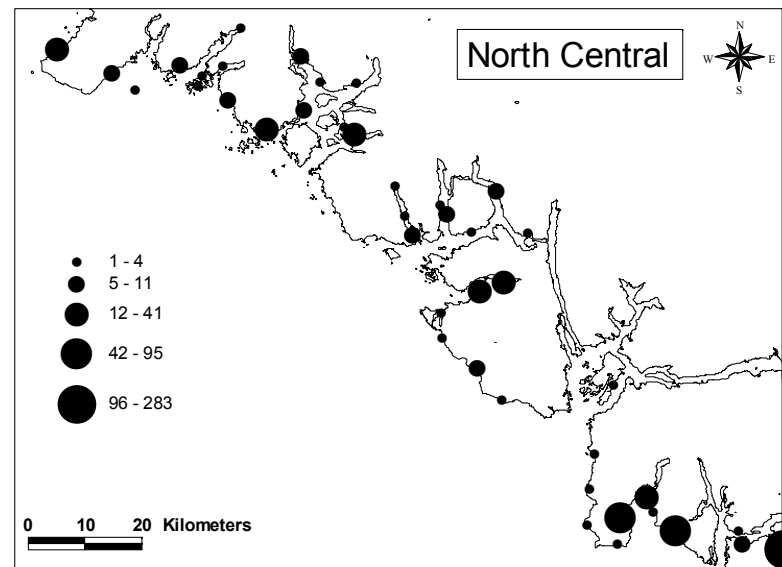 North Central
N
W E
S
1 - 4
5 - 11
12 - 41
42 - 95
96 - 283
0 10 20 Kilometers